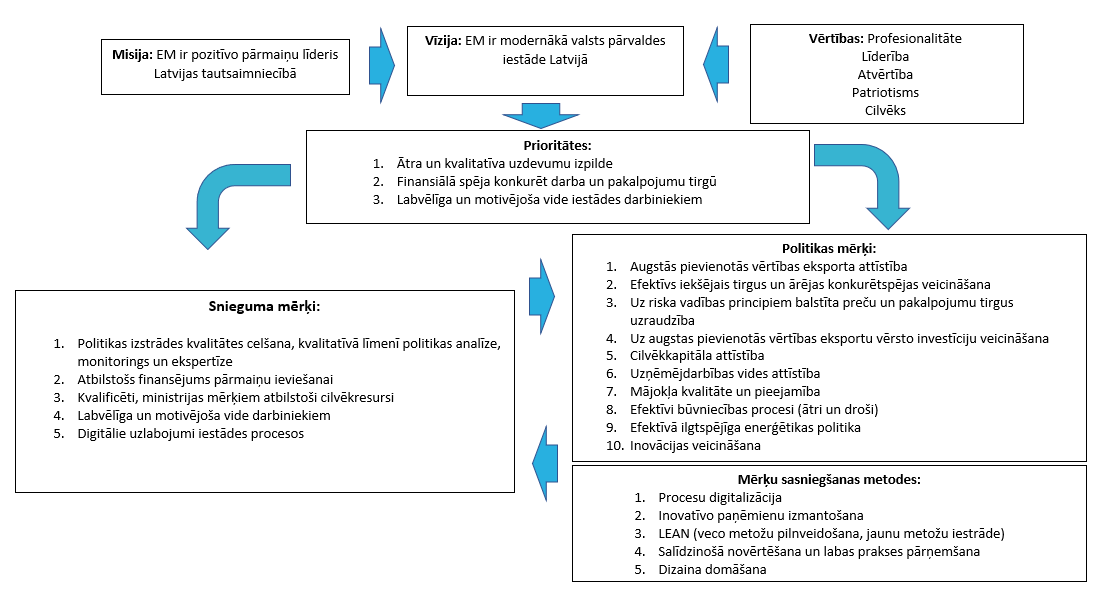 Misija: EM ir pozitīvo pārmaiņu līderis
Latvijas tautsaimniecībā
Vīzija: EM ir modernākā valsts pārvaldes
iestāde Latvijā
Vērtības: Profesionalitāte
Līderība
Atvērtība
Patriotisms
Cilvēks
Prioritātes:
1. Ātra un kvalitatīva uzdevumu izpilde
2. Finansiālā spēja konkurēt darba un pakalpojumu tirgū
3. Labvēlīga un motivējoša vide iestādes darbiniekiem
Snieguma mērķi:
1. Politikas izstrādes kvalitātes celšana, kvalitatīvā līmenī politikas analīze,
monitorings un ekspertīze
2. Atbilstošs finansējums pārmaiņu ieviešanai
3. Kvalificēti, ministrijas mērķiem atbilstoši cilvēkresursi
4. Labvēlīga un motivējoša vide darbiniekiem
5. Digitālie uzlabojumi iestādes procesos
Politikas mērķi:
1. Augstās pievienotās vērtības eksporta attīstība
2. Efektīvs iekšējais tirgus un ārējas konkurētspējas veicināšana
3. Uz riska vadības principiem balstīta preču un pakalpojumu tirgus
uzraudzība
4. Uz augstas pievienotās vērtības eksportu vērsto investīciju veicināšana
5. Cilvēkkapitāla attīstība
6. Uzņēmējdarbības vides attīstība
7. Mājokļa kvalitāte un pieejamība
8. Efektīvi būvniecības procesi (ātri un droši)
9. Efektīvā ilgtspējīga enerģētikas politika
10. Inovācijas veicināšana
Mērķu sasniegšanas metodes:
1. Procesu digitalizācija
2. Inovatīvo paņēmienu izmantošana
3. LEAN (veco metožu pilnveidošana, jaunu metožu iestrāde)
4. Salīdzinošā novērtēšana un labas prakses pārņemšana
5. Dizaina domāšana